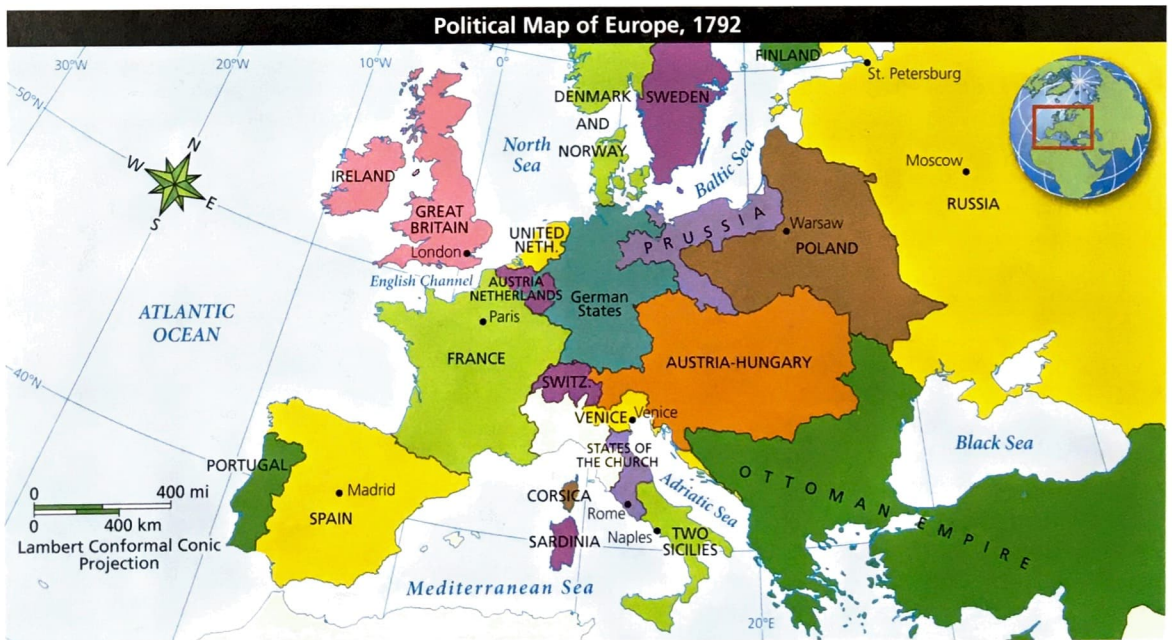 Political Map of Europe, 1792
30°W
20°W
10°W
0°
50°N
40°N
20°E
N
W
E
S
FINLAND
St. Petersburg
DENMARK
AND
NORWAY
SWEDEN
North
Sea
Baltic Sea
Moscow
RUSSIA
IRELAND
GREAT
BRITAIN
London
UNITED
NETH.
PRUSSIA
Warsaw
POLAND
English Channel
AUSTRIA
NETHERLANDS
German
States
ATLANTIC
OCEAN
Paris
FRANCE
AUSTRIA-HUNGARY
SWITZ.
VENICE
Venice
STATES OF
THE CHURCH
Black Sea
PORTUGAL
Madrid
SPAIN
CORSICA
Rome
Adriatic Sea
OTTOMAN EMPIRE
SARDINIA
Naples
TWO
SICILIES
Mediterranean Sea
0 400 mi
0 400 km
Lambert Conformal Conic
Projection